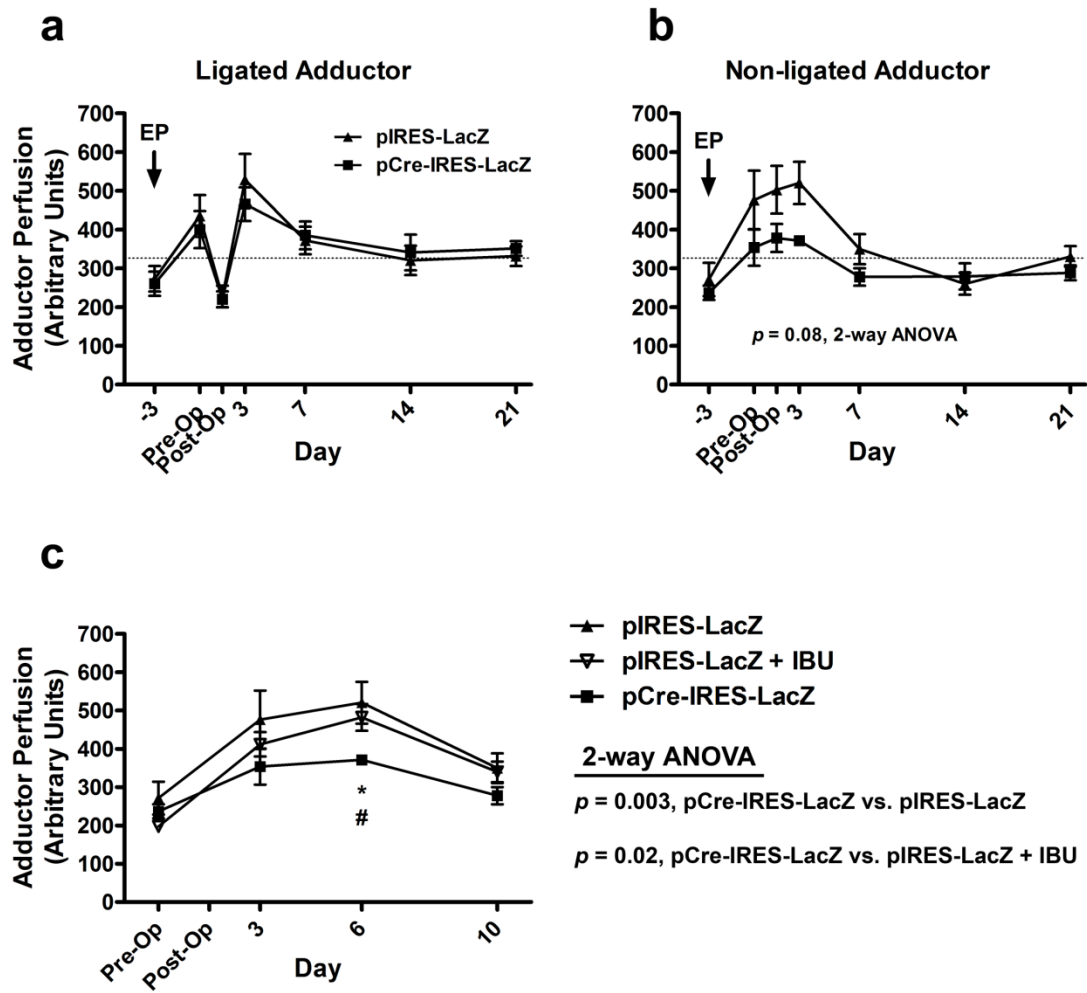 a
Ligated Adductor
Adductor Perfusion
(Arbitrary Units)
700
600
500
400
300
200
100
0
EP
pIRES-LacZ
pCre-IRES-LacZ
-3
Pre-Op
Post-Op
3
7
14
21
Day
b
Non-ligated Adductor
700
600
500
400
300
200
100
0
EP
p = 0.08, 2-way ANOVA
-3
Pre-Op
Post-Op
3
7
14
21
Day
c
Adductor Perfusion
(Arbitrary Units)
700
600
500
400
300
200
100
0
*
#
Pre-Op
Post-Op
3
6
10
Day
pIRES-LacZ
pIRES-LacZ + IBU
pCre-IRES-LacZ
2-way ANOVA
p = 0.003, pCre-IRES-LacZ vs. pIRES-LacZ
p = 0.02, pCre-IRES-LacZ vs. pIRES-LacZ + IBU